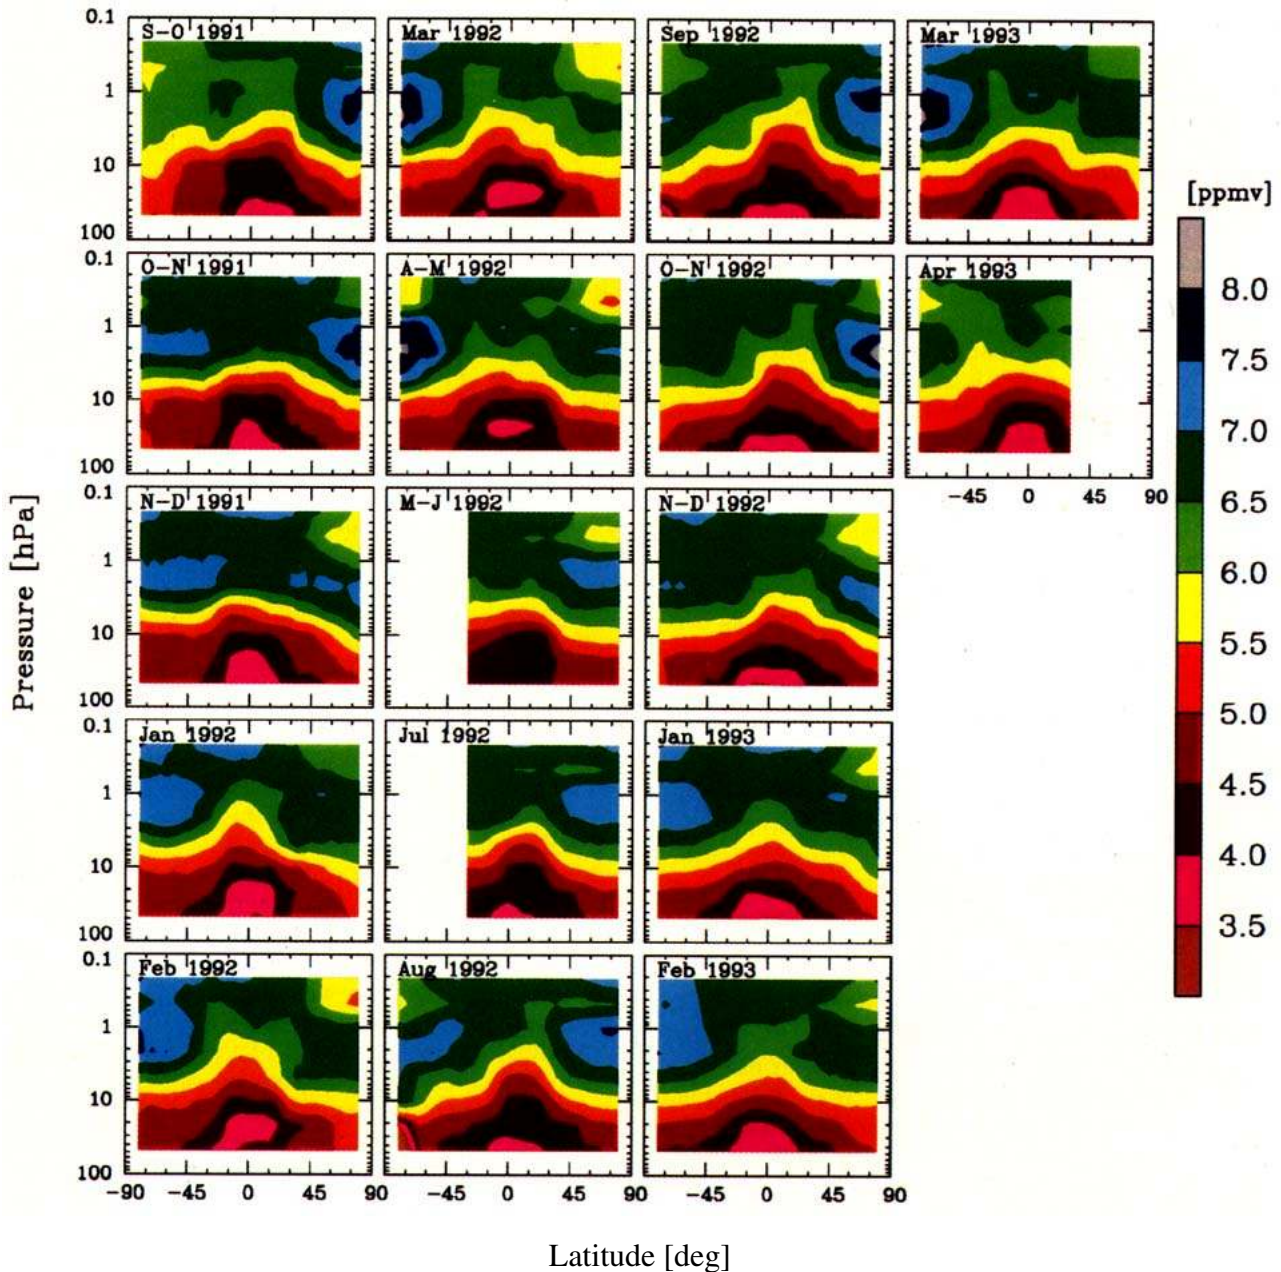 0.1 S-O 1991 Mar 1992 Sep 1992 Mar 1993
1
10
100
[ppmv]
0.1 O-N 1991 A-M 1992 O-N 1992 Apr 1993
8.0
1
7.5
10
7.0
100
-45 0 45 90
0.1 N-D 1991 M-J 1992 N-D 1992
6.5
1
6.0
10
5.5
100
0.1 Jan 1992 Jul 1992 Jan 1993
5.0
1
4.5
10
4.0
100
3.5
0.1 Feb 1992 Aug 1992 Feb 1993
1
10
100
-90 -45 0 45 90 -45 0 45 90 -45 0 45 90
Pressure [hPa]
Latitude [deg]